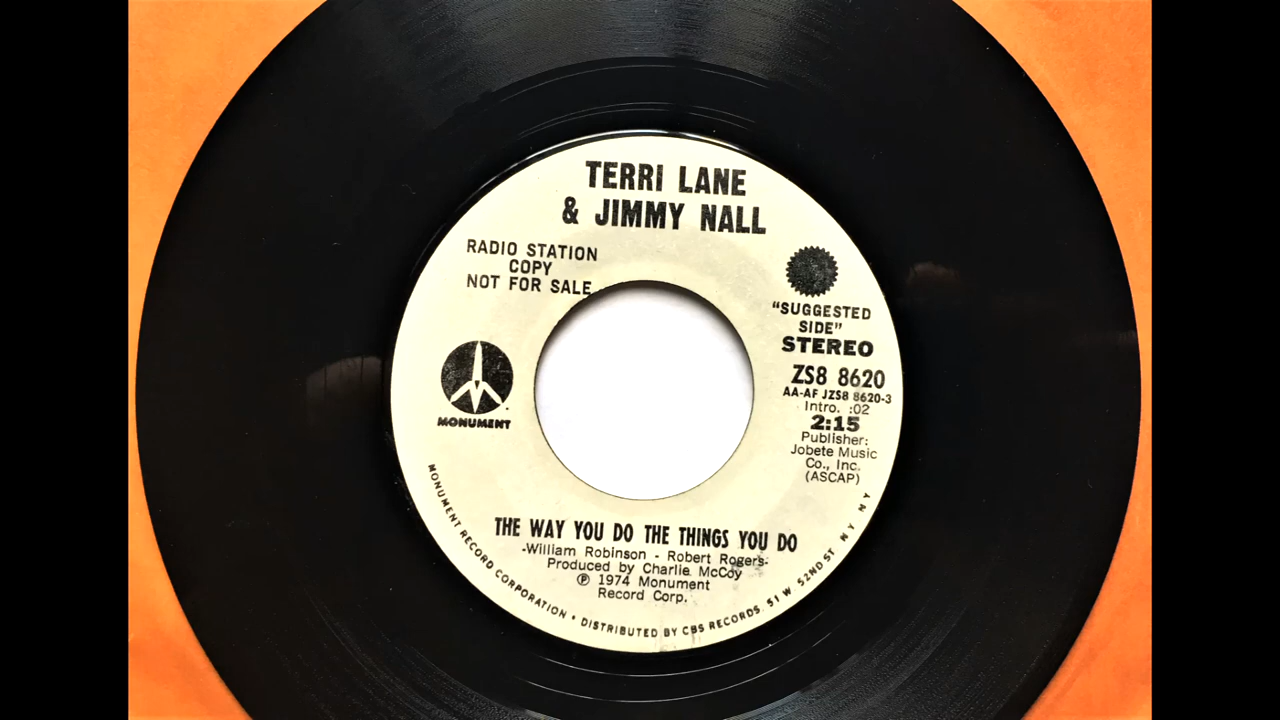 TERRI LANE
& JIMMY NALL
RADIO STATION
COPY
NOT FOR SALE
"SUGGESTED
SIDE"
STEREO
ZS8 8620
AA-AF JZS8 8620-3
Intro. :02
2:15
Publisher:
Jobete Music
Co., Inc.
(ASCAP)
MONUMENT
THE WAY YOU DO THE THINGS YOU DO
-William Robinson - Robert Rogers-
Produced by Charlie McCoy
℗ 1974 Monument
Record Corp.
MONUMENT RECORD CORPORATION • DISTRIBUTED BY CBS RECORDS. 51 W 52ND ST NY NY